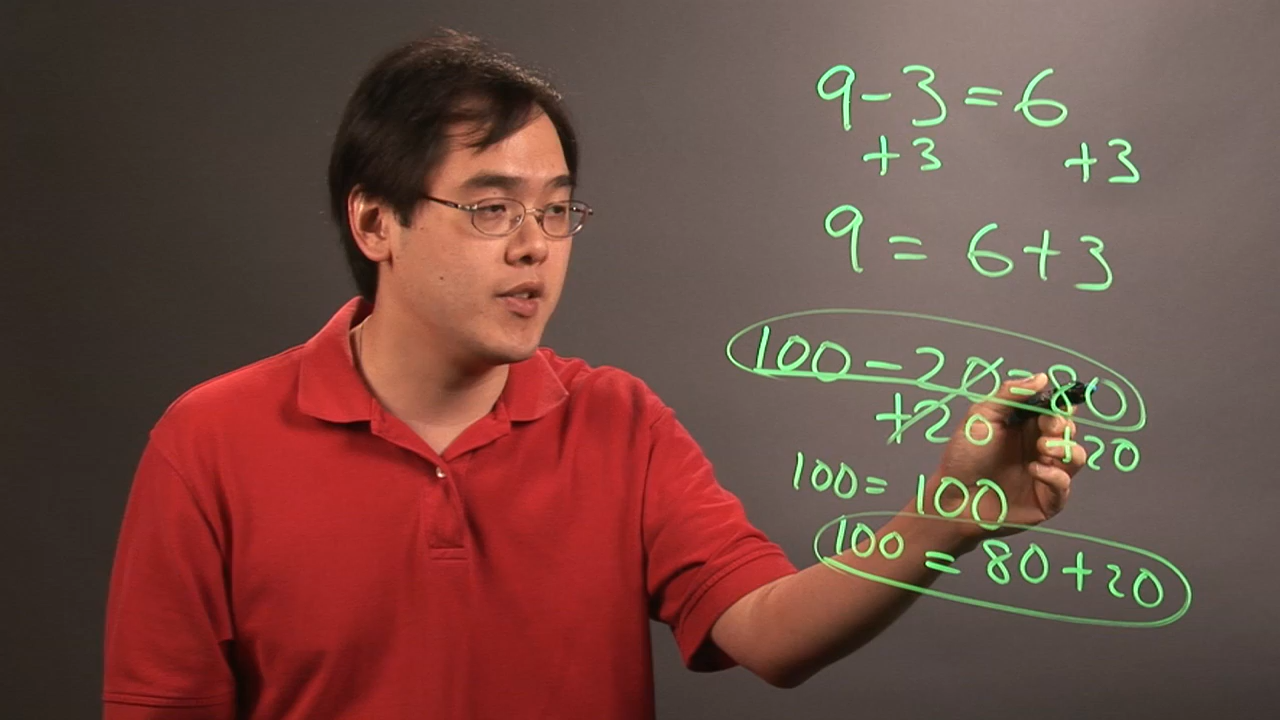 9 - 3 = 6
+3 +3
9 = 6 + 3
100 - 20 = 80
+20 +20
100 = 100
100 = 80 + 20